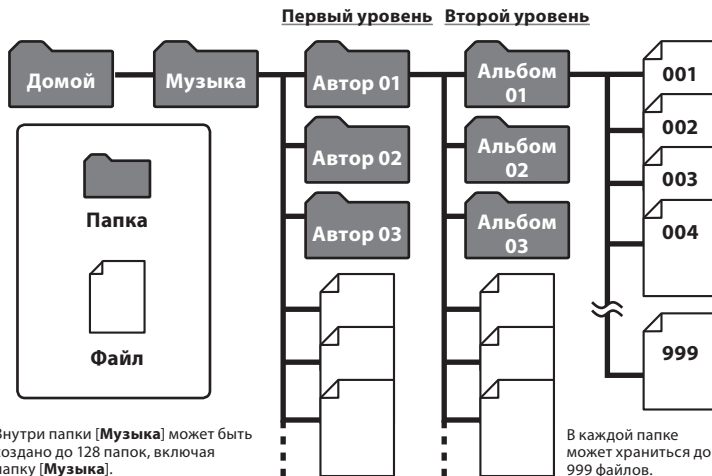 Первый уровень Второй уровень
Домой
Музыка
Автор 01
Альбом
01
001
002
Автор 02
Альбом
02
003
Автор 03
Альбом
03
004
Папка
Файл
999
Внутри папки [Музыка] может быть
создано до 128 папок, включая
папку [Музыка].
В каждой папке
может храниться до
999 файлов.